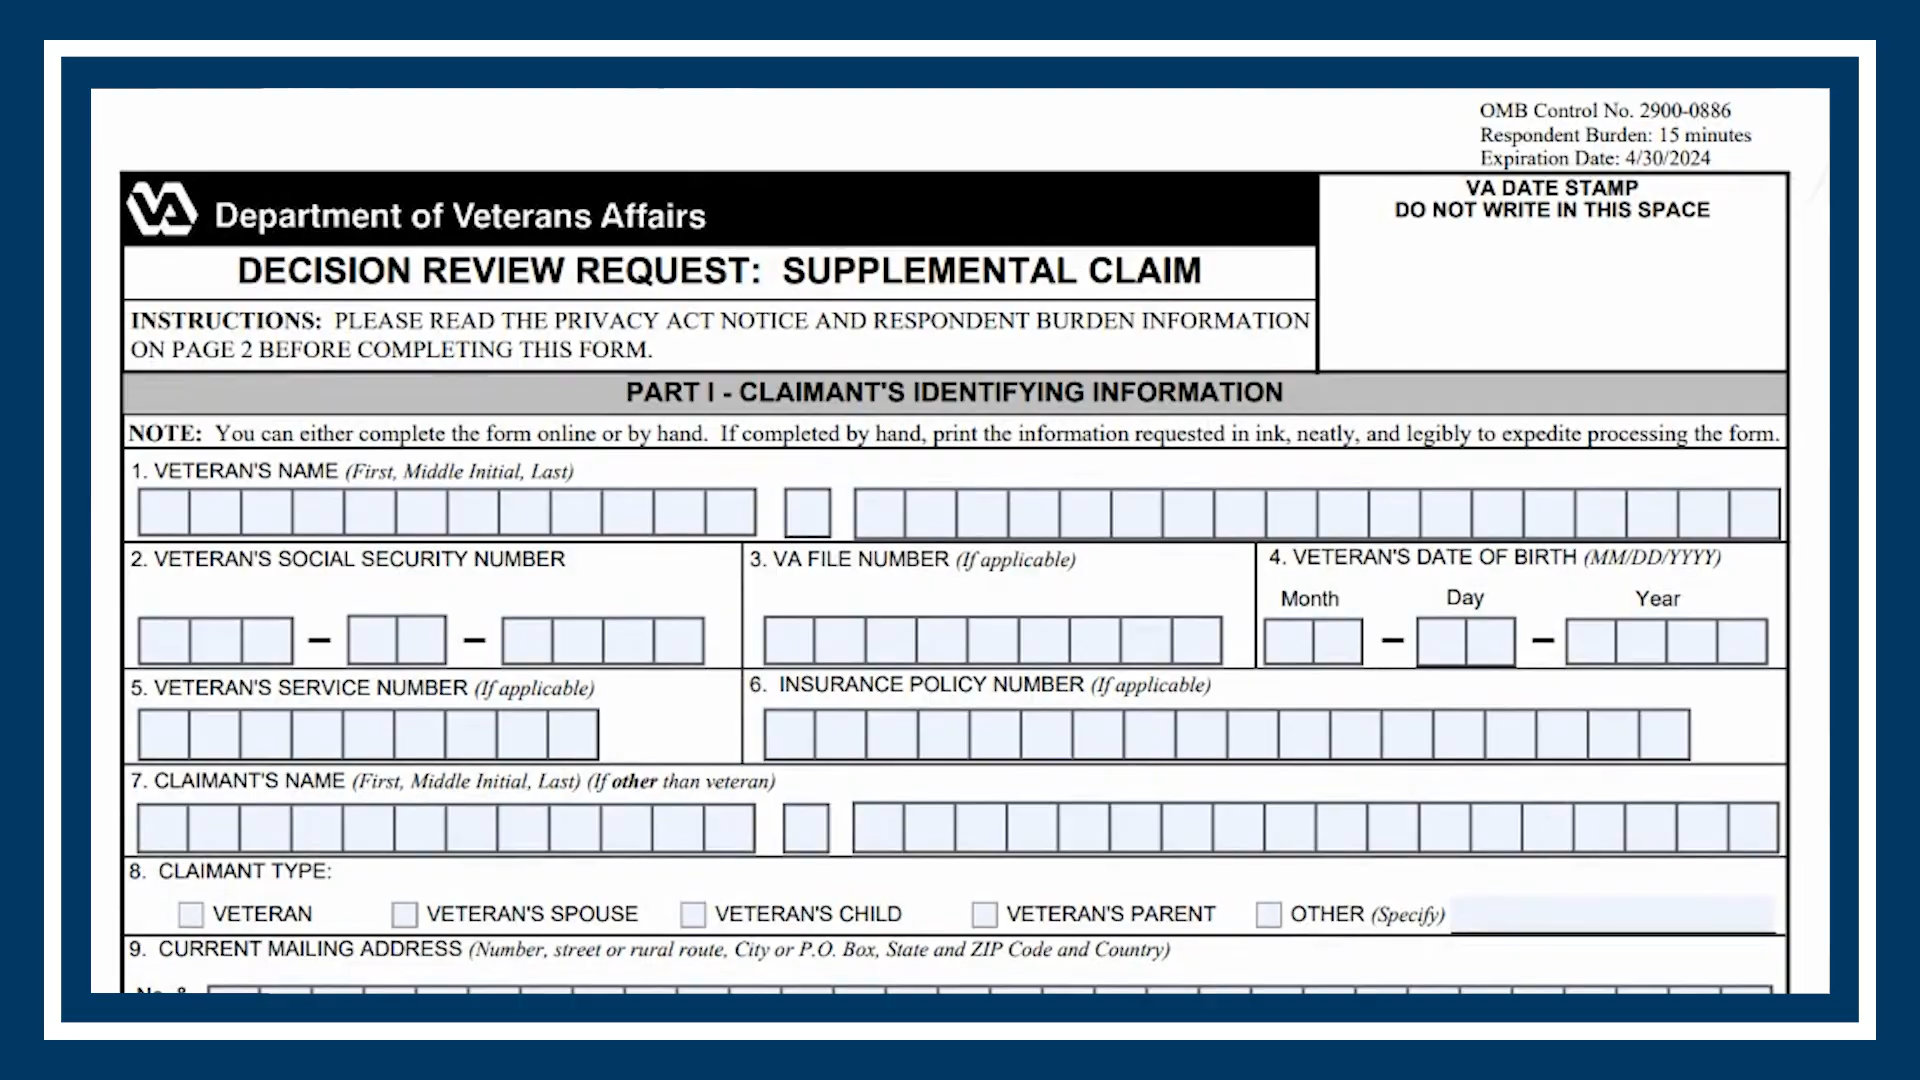 OMB Control No. 2900-0886
Respondent Burden: 15 minutes
Expiration Date: 4/30/2024
VA Department of Veterans Affairs
VA DATE STAMP
DO NOT WRITE IN THIS SPACE
DECISION REVIEW REQUEST: SUPPLEMENTAL CLAIM
INSTRUCTIONS: PLEASE READ THE PRIVACY ACT NOTICE AND RESPONDENT BURDEN INFORMATION
ON PAGE 2 BEFORE COMPLETING THIS FORM.
PART I - CLAIMANT'S IDENTIFYING INFORMATION
NOTE: You can either complete the form online or by hand. If completed by hand, print the information requested in ink, neatly, and legibly to expedite processing the form.
1. VETERAN'S NAME (First, Middle Initial, Last)
2. VETERAN'S SOCIAL SECURITY NUMBER
3. VA FILE NUMBER (If applicable)
4. VETERAN'S DATE OF BIRTH (MM/DD/YYYY)
Month Day Year
5. VETERAN'S SERVICE NUMBER (If applicable)
6. INSURANCE POLICY NUMBER (If applicable)
7. CLAIMANT'S NAME (First, Middle Initial, Last) (If other than veteran)
8. CLAIMANT TYPE:
VETERAN VETERAN'S SPOUSE VETERAN'S CHILD VETERAN'S PARENT OTHER (Specify)
9. CURRENT MAILING ADDRESS (Number, street or rural route, City or P.O. Box, State and ZIP Code and Country)